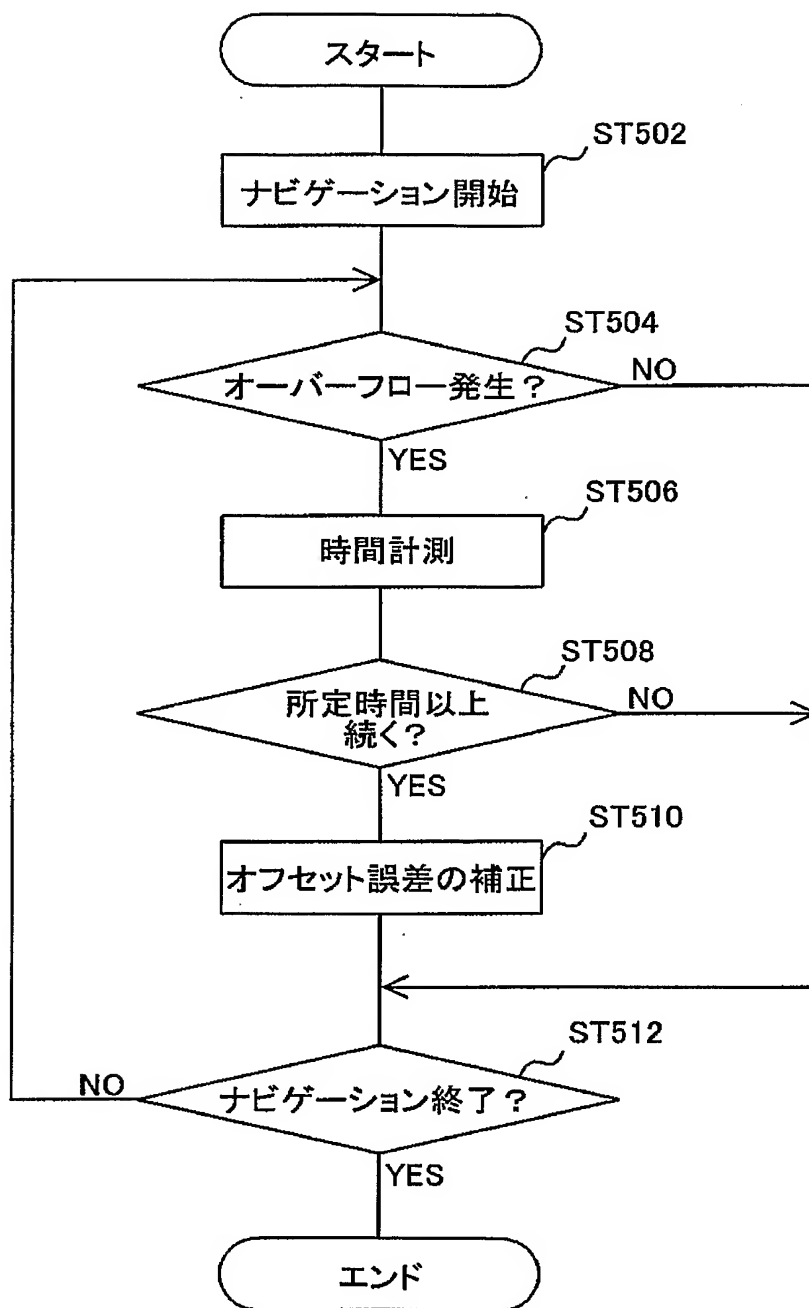 スタート
ST502
ナビゲーション開始
ST504
オーバーフロー発生？
NO
YES
ST506
時間計測
ST508
所定時間以上
続く？
NO
YES
ST510
オフセット誤差の補正
ST512
ナビゲーション終了？
NO
YES
エンド